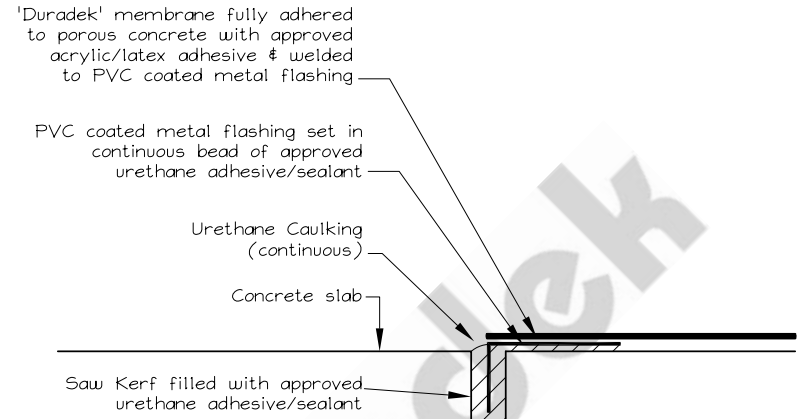 'Duradek' membrane fully adhered
to porous concrete with approved
acrylic/latex adhesive & welded
to PVC coated metal flashing
PVC coated metal flashing set in
continuous bead of approved
urethane adhesive/sealant
Urethane Caulking
(continuous)
Concrete slab
Saw Kerf filled with approved
urethane adhesive/sealant
dek